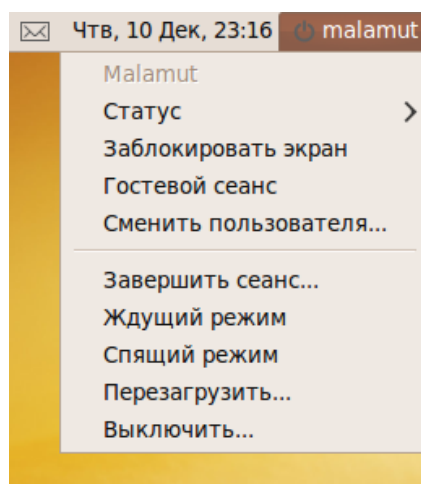 Чтв, 10 Дек, 23:16 malamut
Malamut
Статус
Заблокировать экран
Гостевой сеанс
Сменить пользователя...
Завершить сеанс...
Ждущий режим
Спящий режим
Перезагрузить...
Выключить...